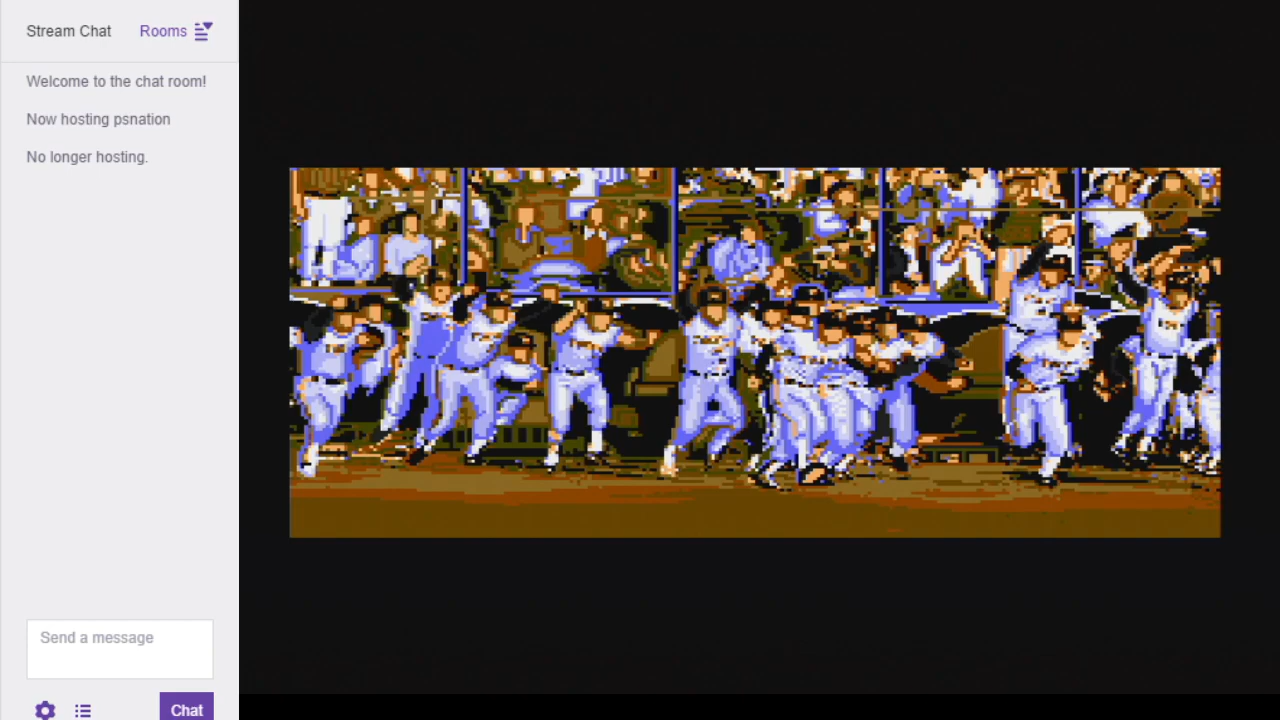 Stream Chat
Rooms
Welcome to the chat room!
Now hosting psnation
No longer hosting.
Send a message
Chat